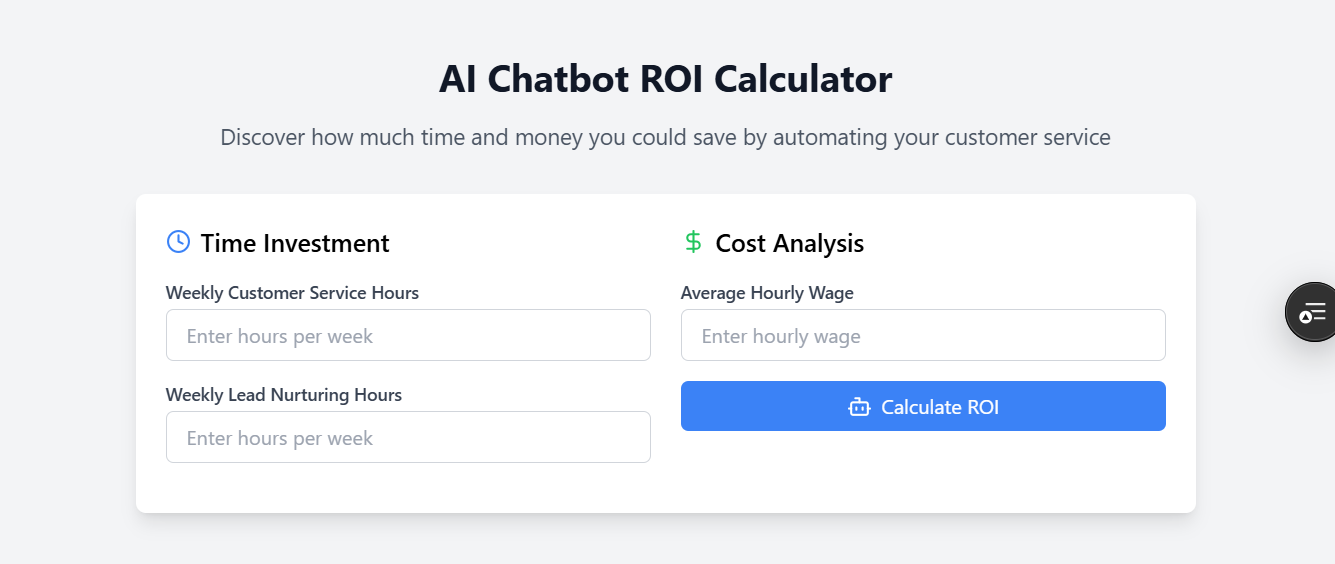 AI Chatbot ROI Calculator
Discover how much time and money you could save by automating your customer service
Time Investment
Weekly Customer Service Hours
Enter hours per week
Weekly Lead Nurturing Hours
Enter hours per week
Cost Analysis
Average Hourly Wage
Enter hourly wage
Calculate ROI